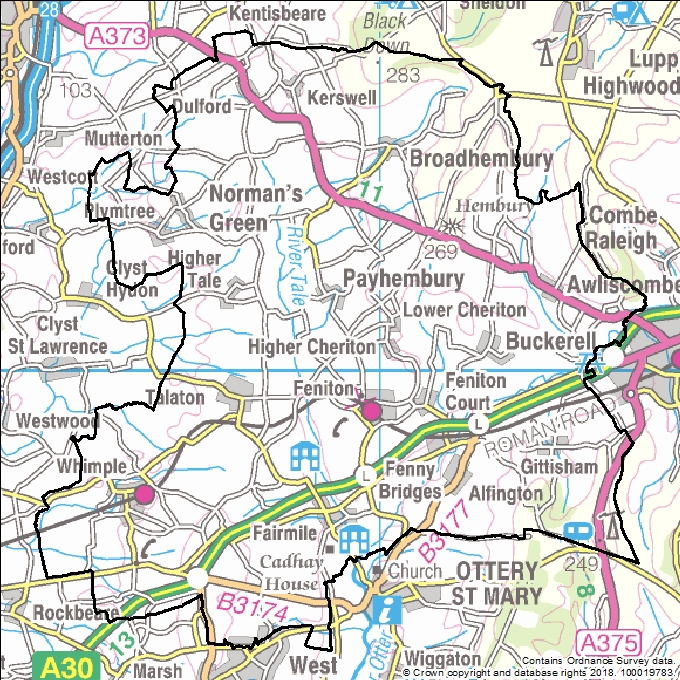 28
Kentisbeare
Sheldon
A373
Black
Down
Lupp
Highwood
103
283
Dulford
Kerswell
Mutterton
Broadhembury
Westcot
Norman's
Green
11
Hembury
Plymtree
Combe
Raleigh
269
ford
River Tale
Clyst
Hydon
Higher
Tale
Payhembury
Awliscombe
Lower Cheriton
Clyst
St Lawrence
Buckerell
Higher Cheriton
Feniton
Feniton
Court
Talaton
Westwood
L
ROMAN ROAD
Whimple
L
Fenny
Bridges
Gittisham
Alfington
Fairmile
B3177
Cadhay
House
Church
OTTERY
ST MARY
249
8
Rockbeare
B3174
i
13
A375
A30
Marsh
West
Otter
Wiggaton
Contains Ordnance Survey data.
© Crown copyright and database rights 2018. 100019783.